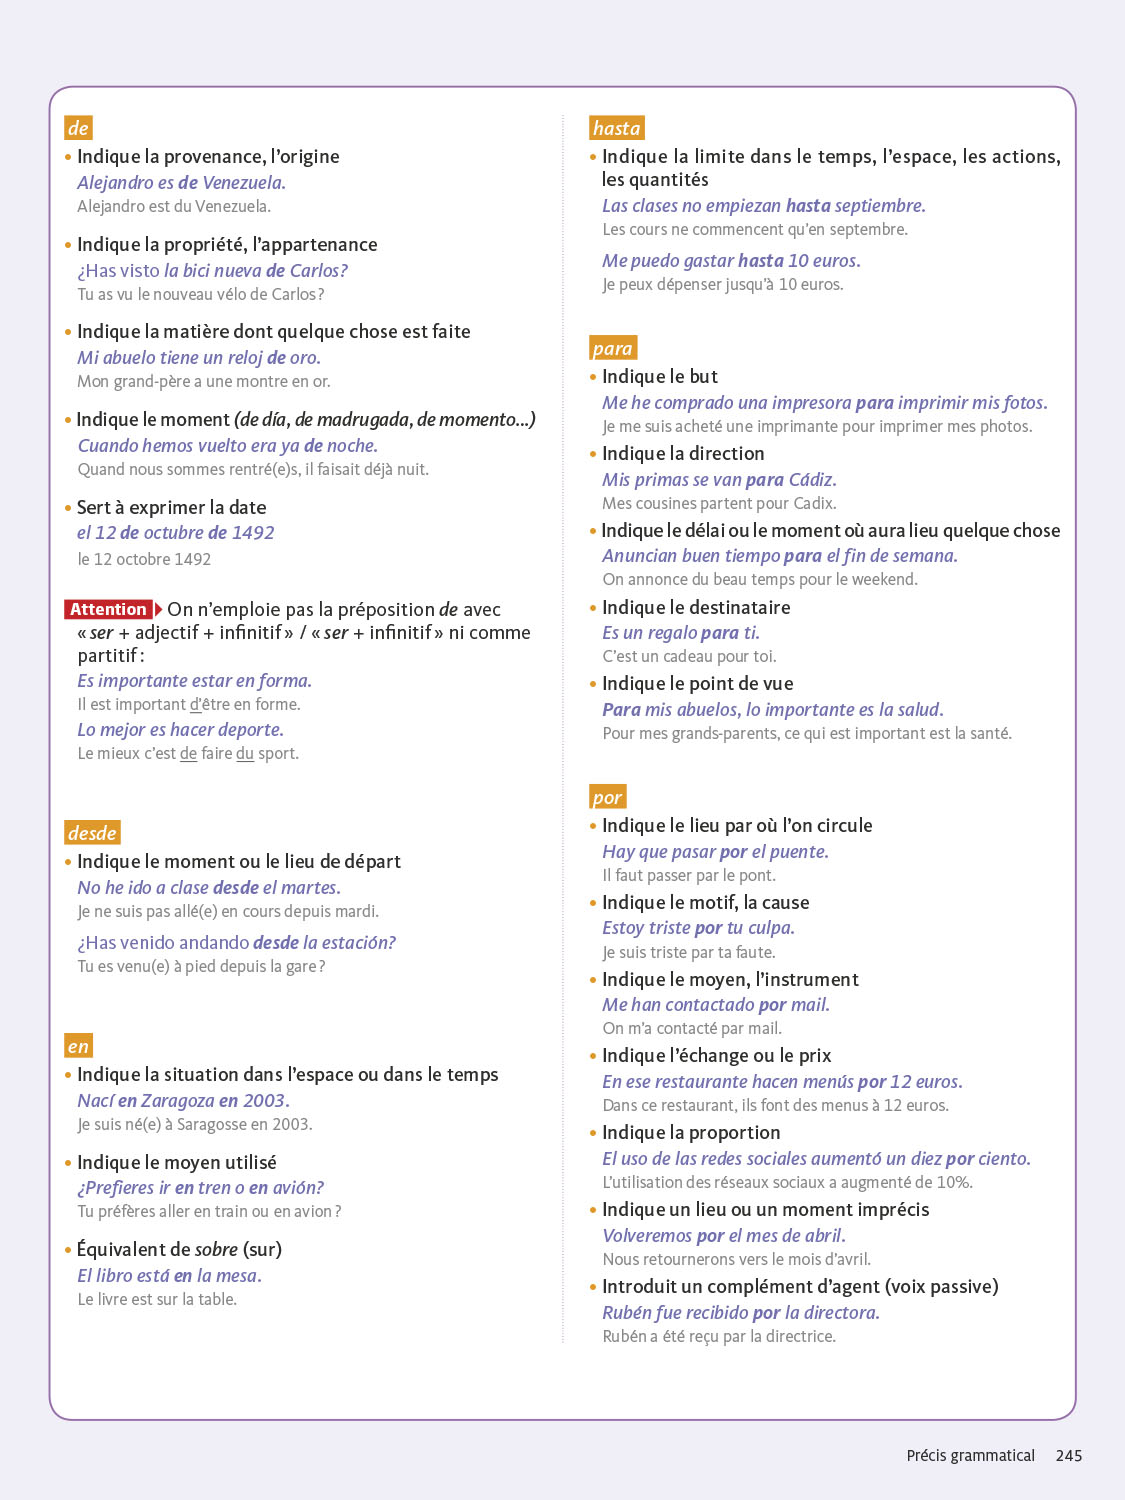 de
• Indique la provenance, l’origine
Alejandro es de Venezuela.
Alejandro est du Venezuela.
• Indique la propriété, l’appartenance
¿Has visto la bici nueva de Carlos?
Tu as vu le nouveau vélo de Carlos ?
• Indique la matière dont quelque chose est faite
Mi abuelo tiene un reloj de oro.
Mon grand-père a une montre en or.
• Indique le moment (de día, de madrugada, de momento...)
Cuando hemos vuelto era ya de noche.
Quand nous sommes rentré(e)s, il faisait déjà nuit.
• Sert à exprimer la date
el 12 de octubre de 1492
le 12 octobre 1492
Attention On n’emploie pas la préposition de avec
« ser + adjectif + infinitif » / « ser + infinitif » ni comme
partitif :
Es importante estar en forma.
Il est important d’être en forme.
Lo mejor es hacer deporte.
Le mieux c’est de faire du sport.
desde
• Indique le moment ou le lieu de départ
No he ido a clase desde el martes.
Je ne suis pas allé(e) en cours depuis mardi.
¿Has venido andando desde la estación?
Tu es venu(e) à pied depuis la gare ?
en
• Indique la situation dans l’espace ou dans le temps
Nací en Zaragoza en 2003.
Je suis né(e) à Saragosse en 2003.
• Indique le moyen utilisé
¿Prefieres ir en tren o en avión?
Tu préfères aller en train ou en avion ?
• Équivalent de sobre (sur)
El libro está en la mesa.
Le livre est sur la table.
hasta
• Indique la limite dans le temps, l’espace, les actions,
les quantités
Las clases no empiezan hasta septiembre.
Les cours ne commencent qu’en septembre.
Me puedo gastar hasta 10 euros.
Je peux dépenser jusqu’à 10 euros.
para
• Indique le but
Me he comprado una impresora para imprimir mis fotos.
Je me suis acheté une imprimante pour imprimer mes photos.
• Indique la direction
Mis primas se van para Cádiz.
Mes cousines partent pour Cadix.
• Indique le délai ou le moment où aura lieu quelque chose
Anuncian buen tiempo para el fin de semana.
On annonce du beau temps pour le weekend.
• Indique le destinataire
Es un regalo para ti.
C’est un cadeau pour toi.
• Indique le point de vue
Para mis abuelos, lo importante es la salud.
Pour mes grands-parents, ce qui est important est la santé.
por
• Indique le lieu par où l’on circule
Hay que pasar por el puente.
Il faut passer par le pont.
• Indique le motif, la cause
Estoy triste por tu culpa.
Je suis triste par ta faute.
• Indique le moyen, l’instrument
Me han contactado por mail.
On m’a contacté par mail.
• Indique l’échange ou le prix
En ese restaurante hacen menús por 12 euros.
Dans ce restaurant, ils font des menus à 12 euros.
• Indique la proportion
El uso de las redes sociales aumentó un diez por ciento.
L’utilisation des réseaux sociaux a augmenté de 10%.
• Indique un lieu ou un moment imprécis
Volveremos por el mes de abril.
Nous retournerons vers le mois d’avril.
• Introduit un complément d’agent (voix passive)
Rubén fue recibido por la directora.
Rubén a été reçu par la directrice.
Précis grammatical 245